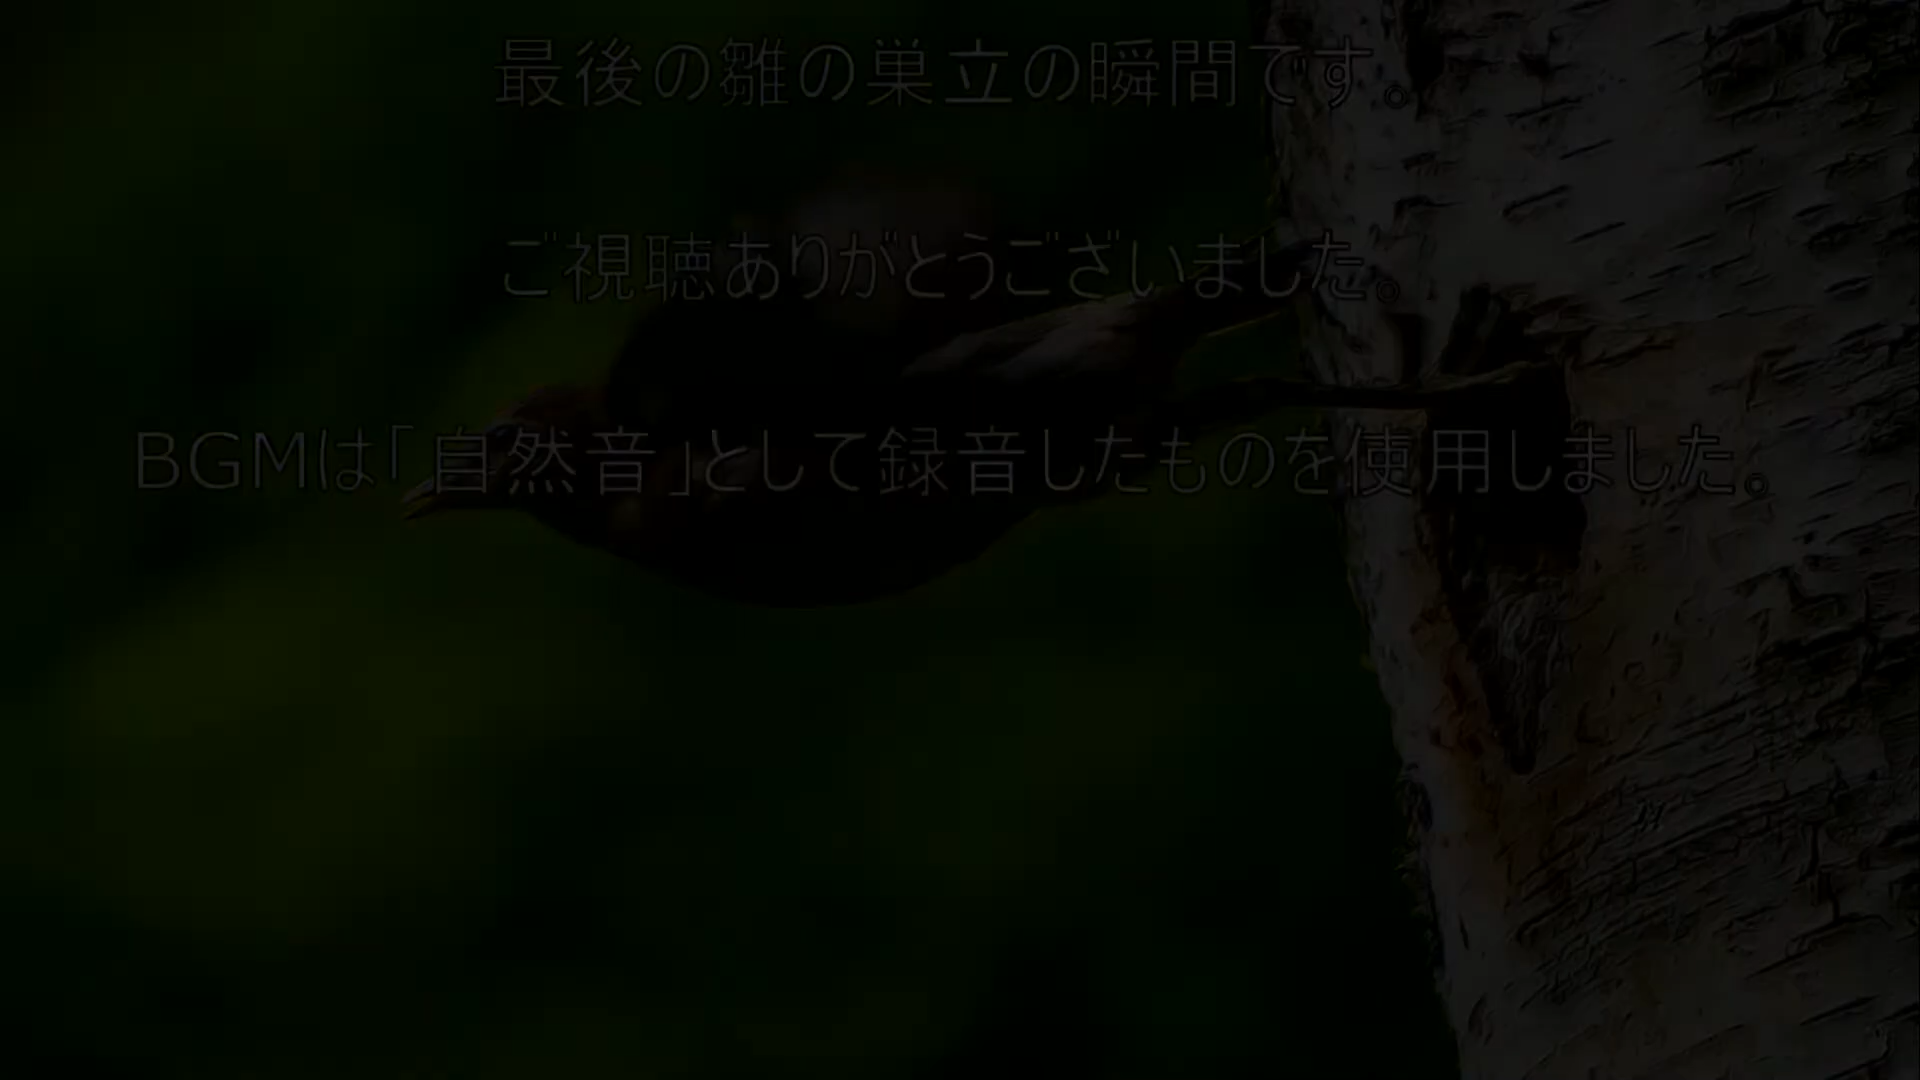 最後の雛の巣立の瞬間です。
ご視聴ありがとうございました。
BGMは「自然音」として録音したものを使用しました。